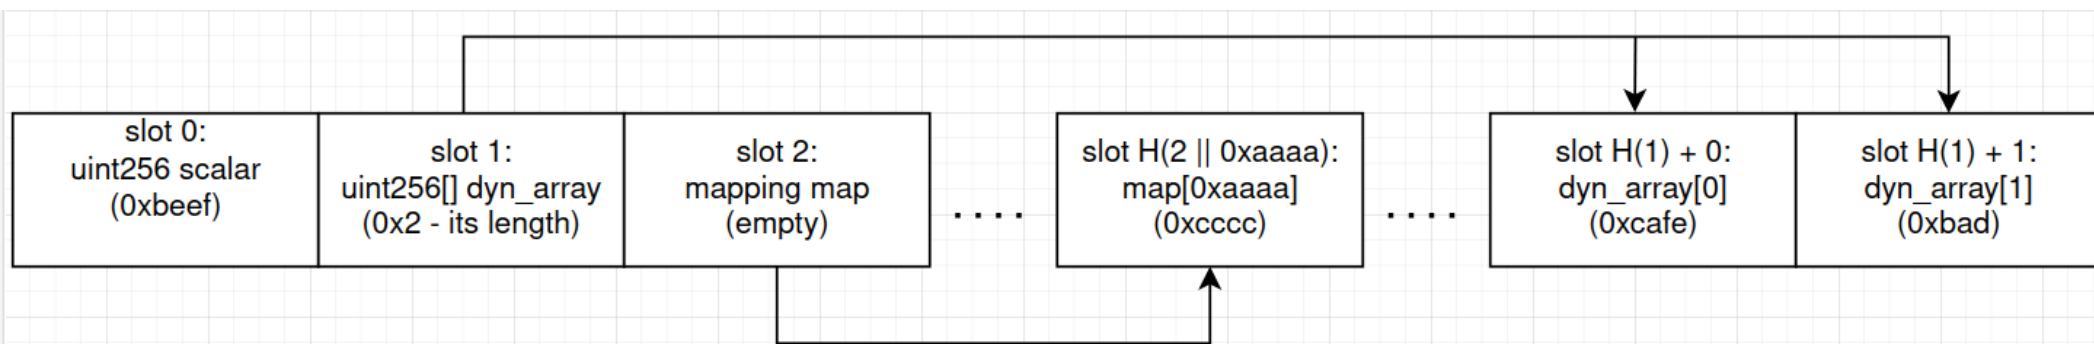 slot 0:
uint256 scalar
(0xbeef)
slot 1:
uint256[] dyn_array
(0x2 - its length)
slot 2:
mapping map
(empty)
....
slot H(2 || 0xaaaa):
map[0xaaaa]
(0xcccc)
....
slot H(1) + 0:
dyn_array[0]
(0xcafe)
slot H(1) + 1:
dyn_array[1]
(0xbad)